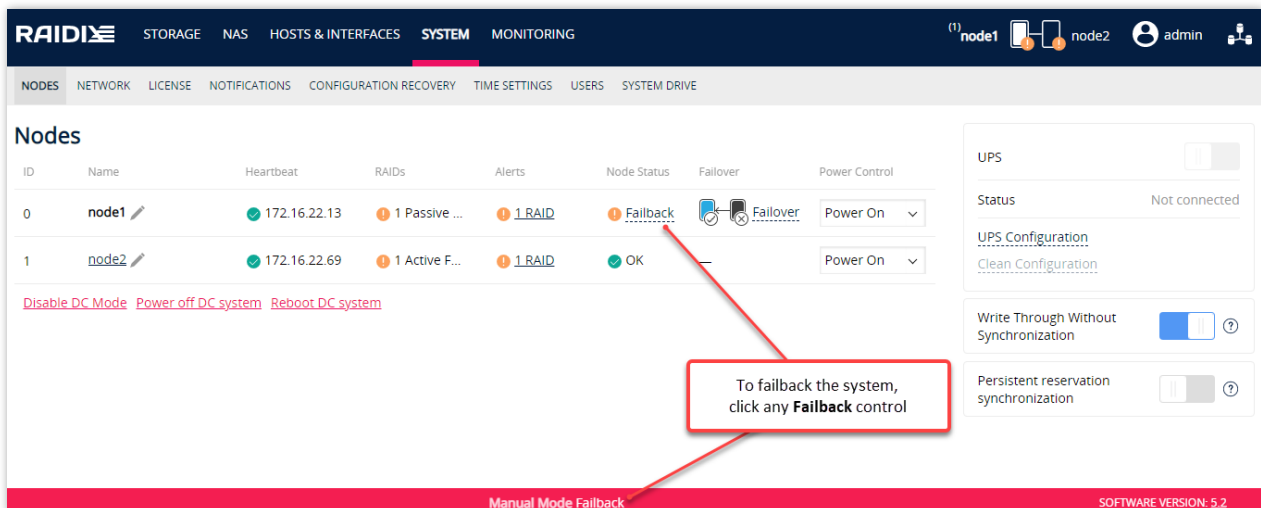 RAIDIX STORAGE NAS HOSTS & INTERFACES SYSTEM MONITORING (1) node1 node2 admin
NODES NETWORK LICENSE NOTIFICATIONS CONFIGURATION RECOVERY TIME SETTINGS USERS SYSTEM DRIVE
Nodes
ID Name Heartbeat RAIDs Alerts Node Status Failover Power Control
0 node1 172.16.22.13 1 Passive ... 1 RAID Failback Failover Power On
1 node2 172.16.22.69 1 Active F... 1 RAID OK — Power On
Disable DC Mode Power off DC system Reboot DC system
UPS
Status Not connected
UPS Configuration
Clean Configuration
Write Through Without
Synchronization
Persistent reservation
synchronization
To failback the system,
click any Failback control
Manual Mode Failback SOFTWARE VERSION: 5.2